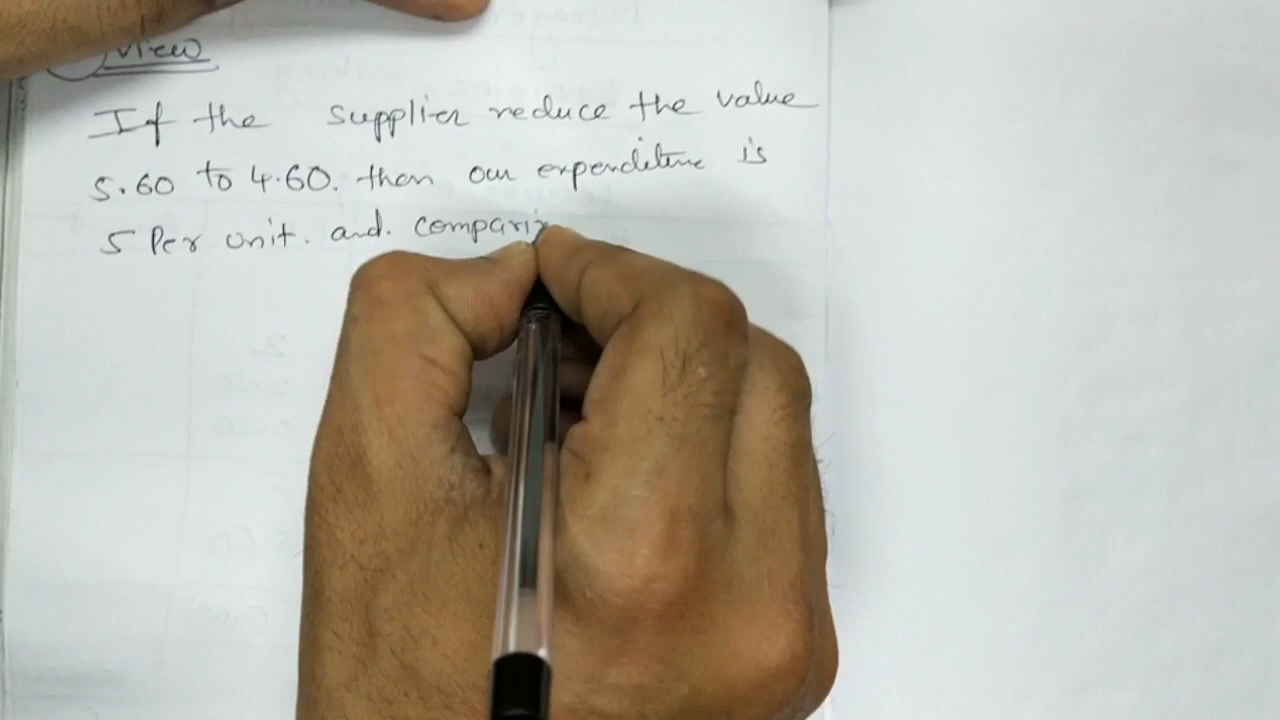 View
If the supplier reduce the value
5.60 to 4.60. then our expenditure is
5 Per unit. and. comparin